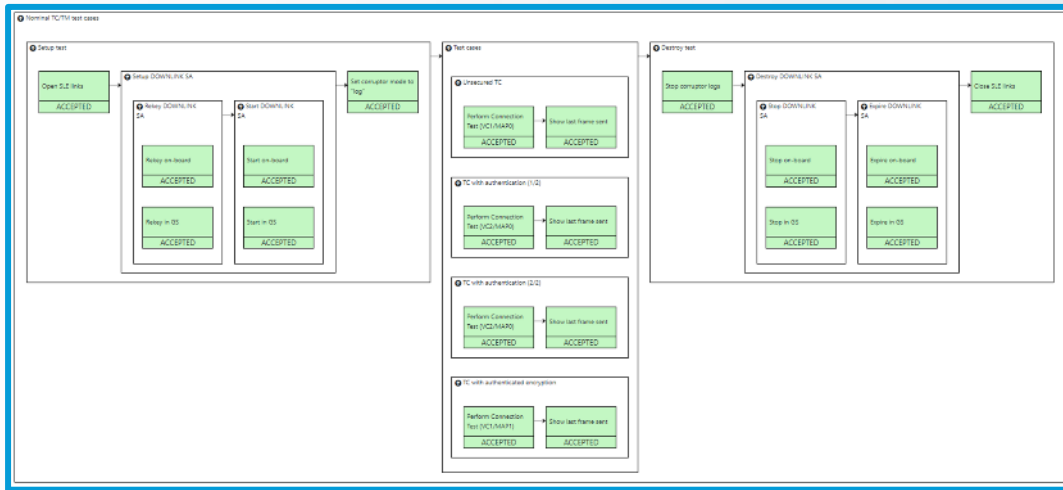 Nominal TC/TM test cases
Setup test
Open SLE links
ACCEPTED
Setup DOWNLINK SA
Rekey DOWNLINK
SA
Rekey on-board
ACCEPTED
Rekey in GS
ACCEPTED
Start DOWNLINK
SA
Start on-board
ACCEPTED
Start in GS
ACCEPTED
Set corruptor mode to
"log"
ACCEPTED
Test cases
Unsecured TC
Perform Connection
Test (VC1/MAP0)
ACCEPTED
Show last frame sent
ACCEPTED
TC with authentication (1/2)
Perform Connection
Test (VC2/MAP0)
ACCEPTED
Show last frame sent
ACCEPTED
TC with authentication (2/2)
Perform Connection
Test (VC2/MAP0)
ACCEPTED
Show last frame sent
ACCEPTED
TC with authenticated encryption
Perform Connection
Test (VC1/MAP1)
ACCEPTED
Show last frame sent
ACCEPTED
Destroy test
Stop corruptor logs
ACCEPTED
Destroy DOWNLINK SA
Stop DOWNLINK
SA
Stop on-board
ACCEPTED
Stop in GS
ACCEPTED
Expire DOWNLINK
SA
Expire on-board
ACCEPTED
Expire in GS
ACCEPTED
Close SLE links
ACCEPTED